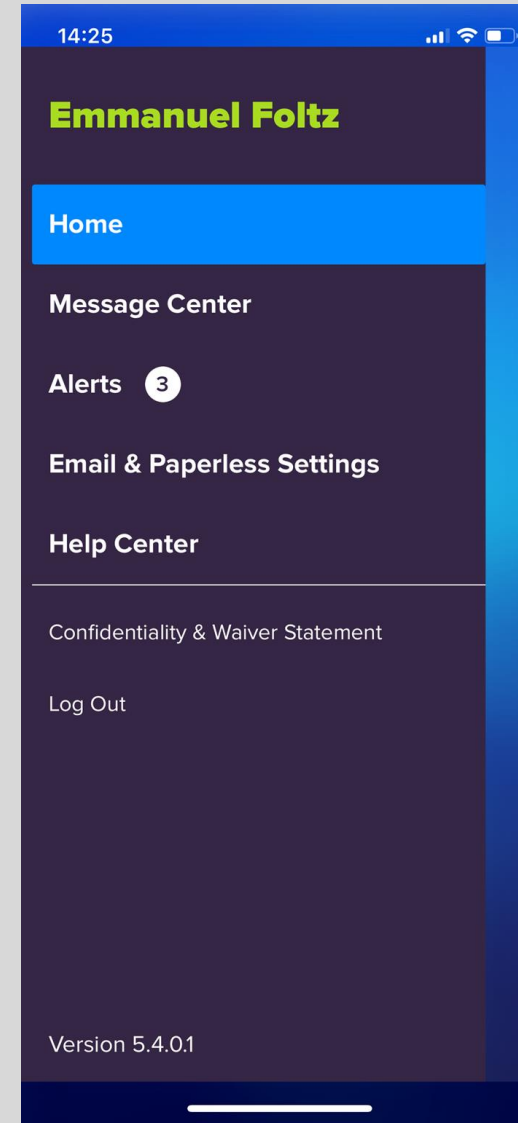 14:25
Emmanuel Foltz
Home
Message Center
Alerts 3
Email & Paperless Settings
Help Center
Confidentiality & Waiver Statement
Log Out
Version 5.4.0.1